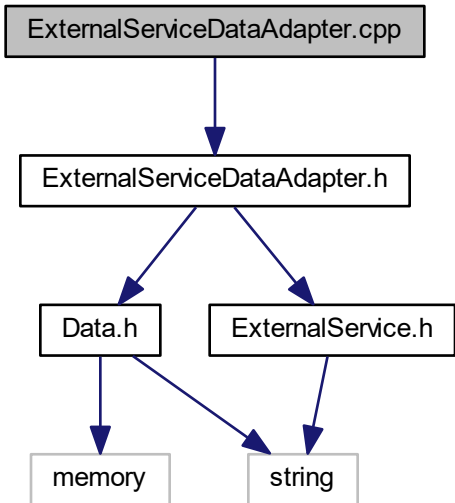 ExternalServiceDataAdapter.cpp
ExternalServiceDataAdapter.h
Data.h
ExternalService.h
memory
string